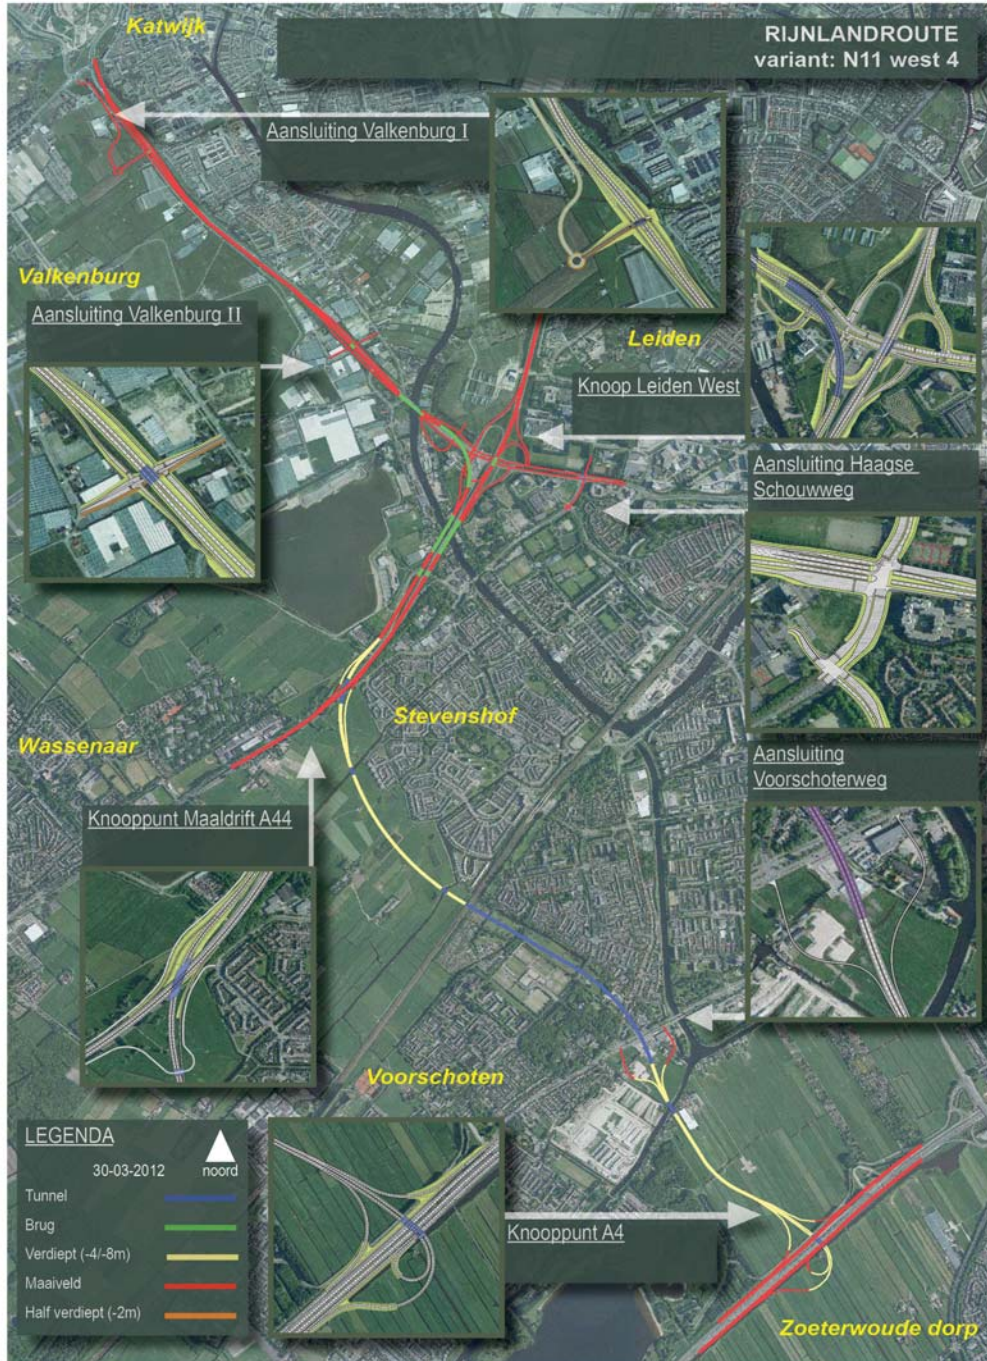 Katwijk
RIJNLANDROUTE
variant: N11 west 4
Aansluiting Valkenburg I
Valkenburg
Aansluiting Valkenburg II
Leiden
Knoop Leiden West
Aansluiting Haagse
Schouwweg
Stevenshof
Wassenaar
Aansluiting
Voorschoterweg
Knooppunt Maaldrift A44
Voorschoten
LEGENDA
30-03-2012
noord
Tunnel
Brug
Verdiept (-4/-8m)
Maaiveld
Half verdiept (-2m)
Knooppunt A4
Zoeterwoude dorp